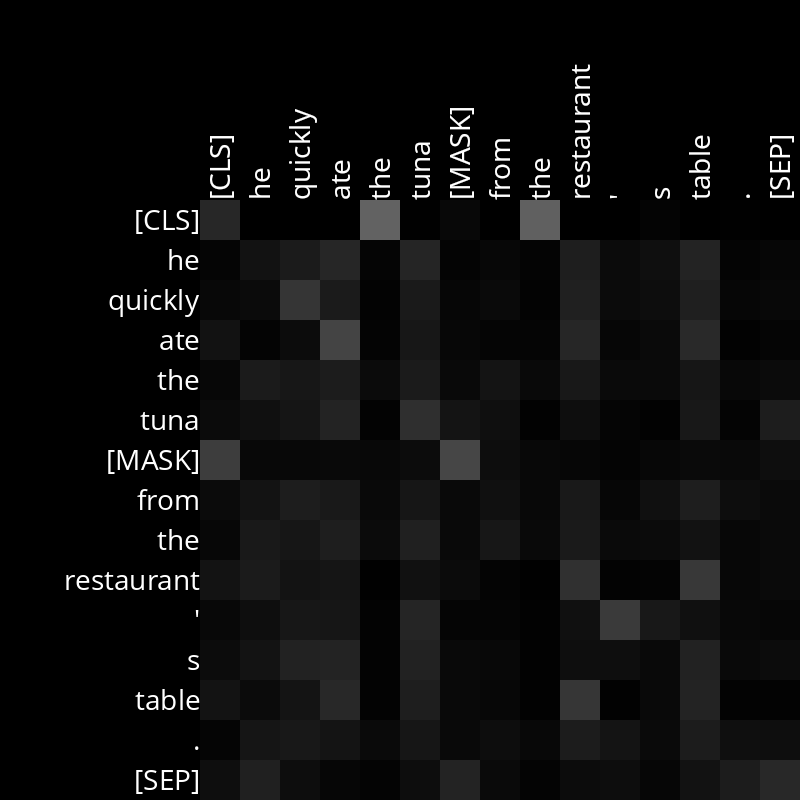 [CLS] he quickly ate the tuna [MASK] from the restaurant ' s table . [SEP]
[CLS]
he
quickly
ate
the
tuna
[MASK]
from
the
restaurant
'
s
table
.
[SEP]